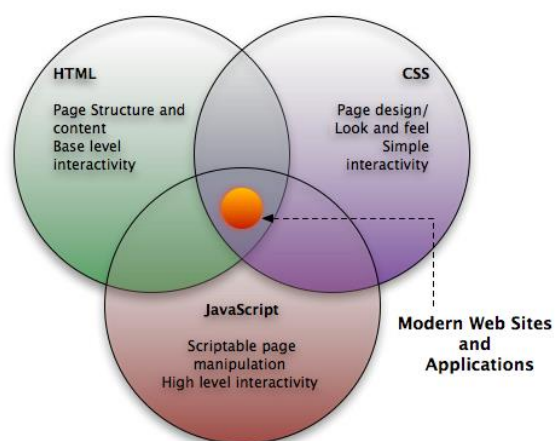 HTML
Page Structure and
content
Base level
interactivity
CSS
Page design/
Look and feel
Simple
interactivity
JavaScript
Scriptable page
manipulation
High level interactivity
Modern Web Sites
and
Applications